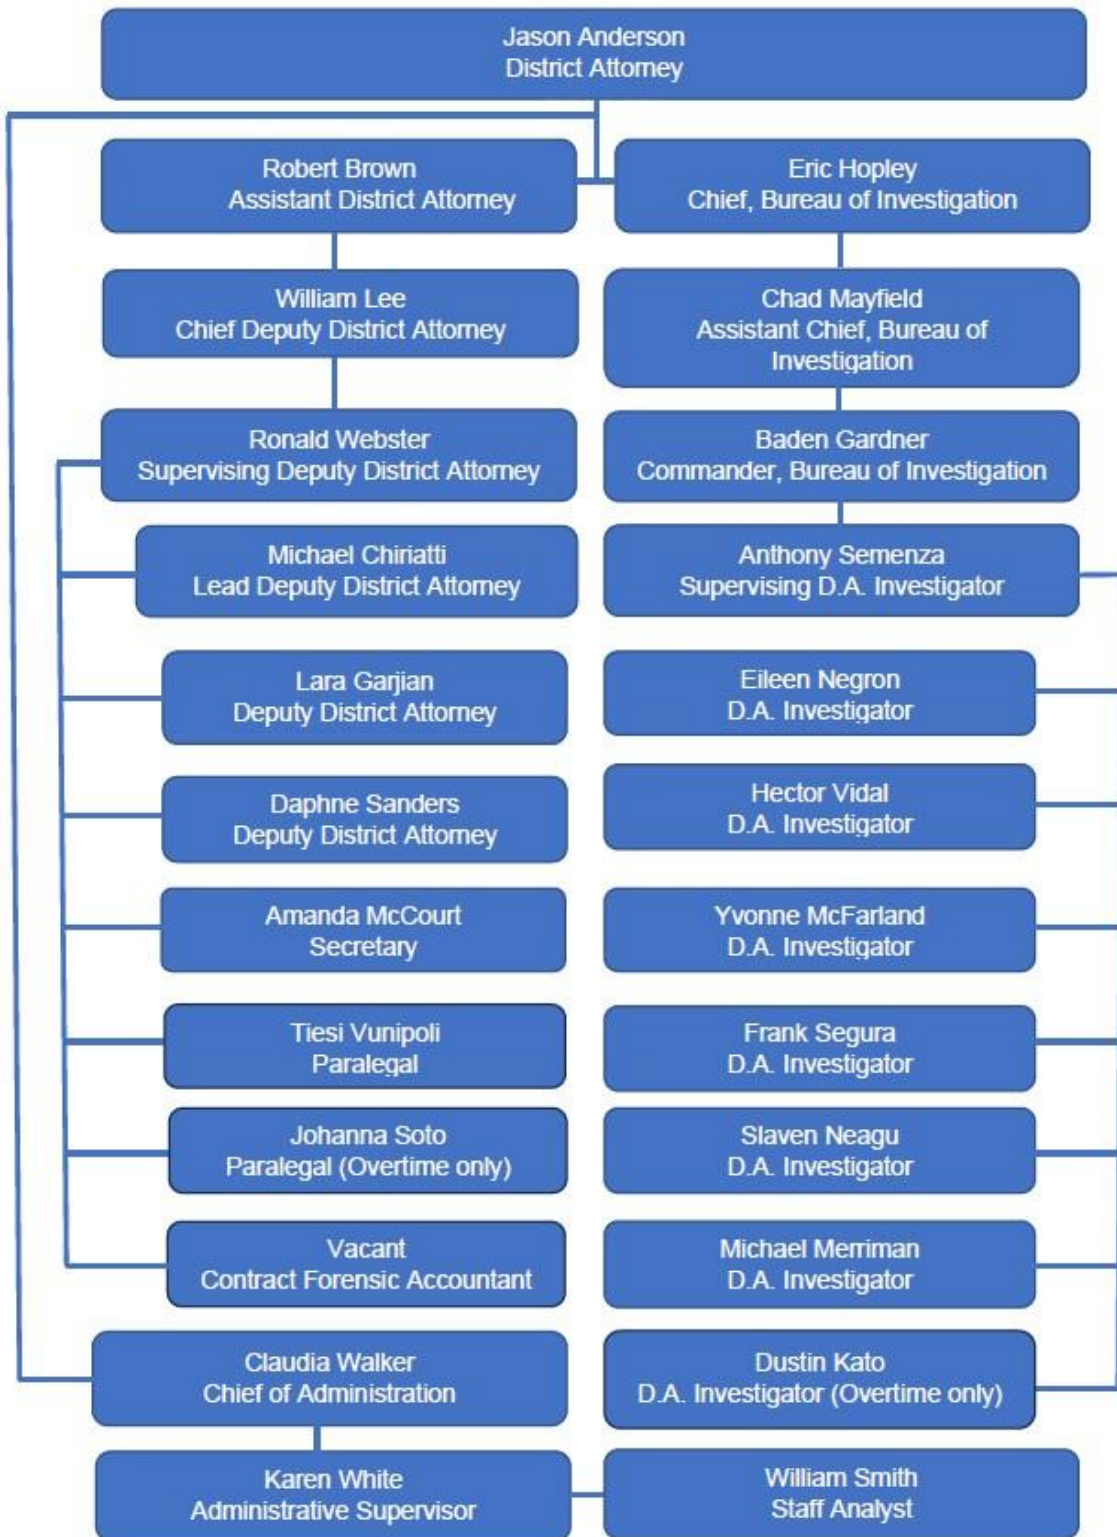 Jason Anderson
District Attorney
Robert Brown
Assistant District Attorney
Eric Hopley
Chief, Bureau of Investigation
William Lee
Chief Deputy District Attorney
Chad Mayfield
Assistant Chief, Bureau of
Investigation
Ronald Webster
Supervising Deputy District Attorney
Baden Gardner
Commander, Bureau of Investigation
Michael Chiriatti
Lead Deputy District Attorney
Anthony Semenza
Supervising D.A. Investigator
Lara Garjian
Deputy District Attorney
Eileen Negron
D.A. Investigator
Daphne Sanders
Deputy District Attorney
Hector Vidal
D.A. Investigator
Amanda McCourt
Secretary
Yvonne McFarland
D.A. Investigator
Tiesi Vunipoli
Paralegal
Frank Segura
D.A. Investigator
Johanna Soto
Paralegal (Overtime only)
Slaven Neagu
D.A. Investigator
Vacant
Contract Forensic Accountant
Michael Merriman
D.A. Investigator
Claudia Walker
Chief of Administration
Dustin Kato
D.A. Investigator (Overtime only)
Karen White
Administrative Supervisor
William Smith
Staff Analyst